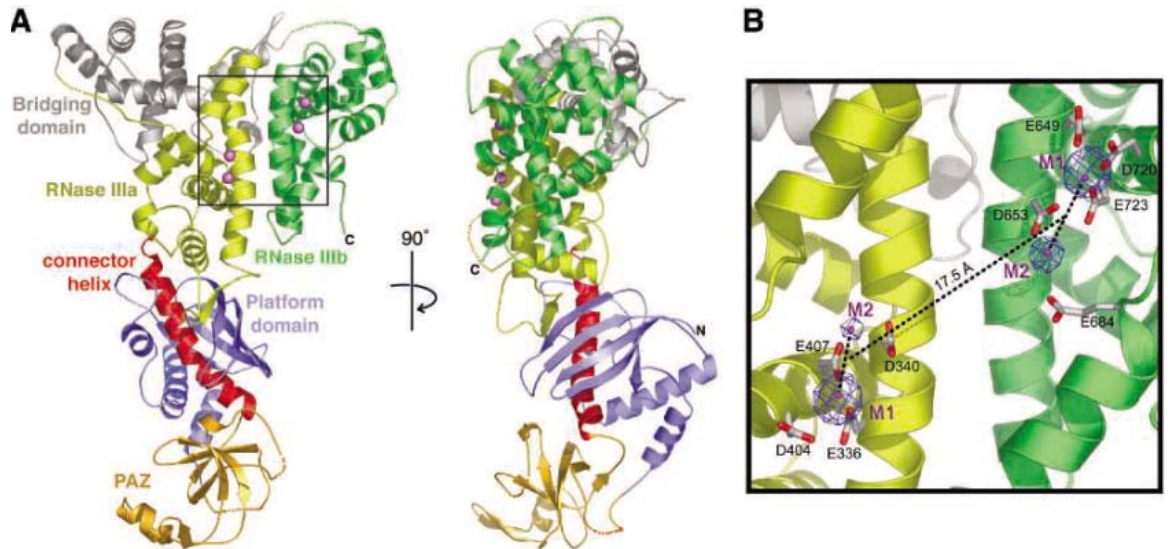 A
Bridging
domain
RNase IIIa
connector
helix
RNase IIIb
C
Platform
domain
PAZ
90°
C
N
B
E649
M1
D720
D653
E723
M2
17.5 Å
E684
M2
E407
D340
M1
D404
E336